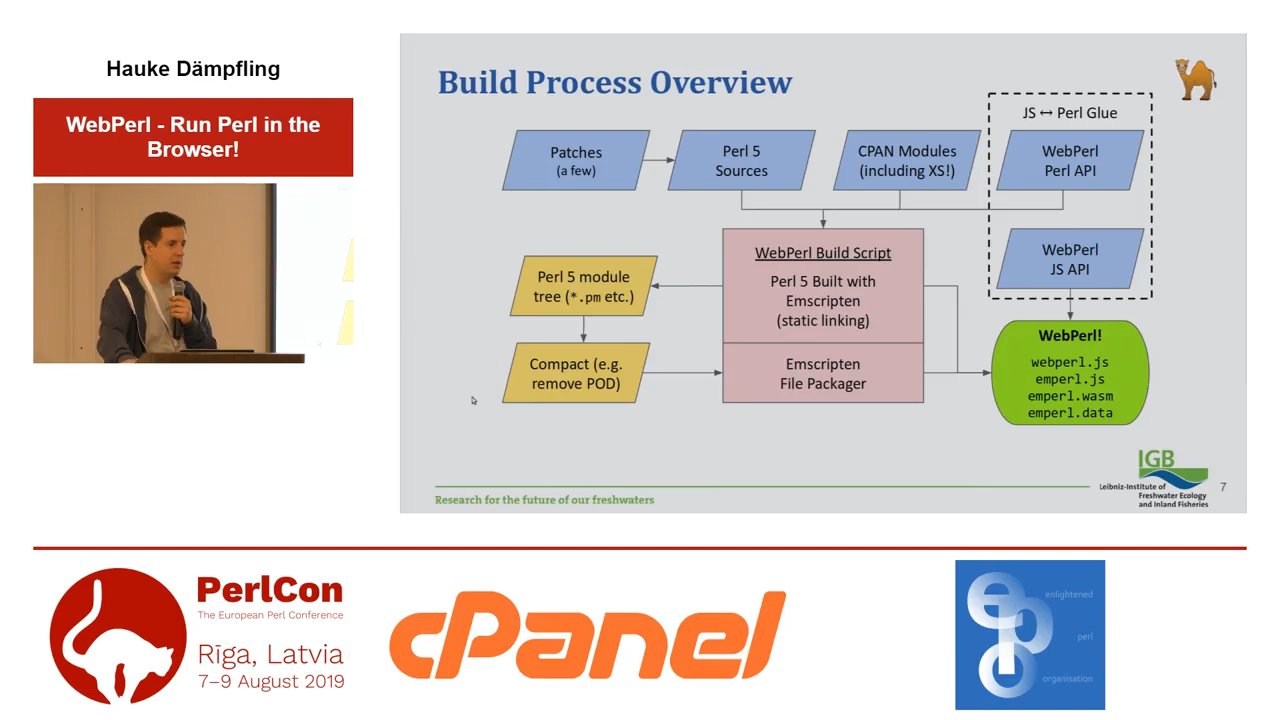 Hauke Dämpfling
WebPerl - Run Perl in the
Browser!
Build Process Overview
JS ↔ Perl Glue
Patches
(a few)
Perl 5
Sources
CPAN Modules
(including XS!)
WebPerl
Perl API
WebPerl
JS API
WebPerl Build Script
Perl 5 Built with
Emscripten
(static linking)
Perl 5 module
tree (*.pm etc.)
Compact (e.g.
remove POD)
Emscripten
File Packager
WebPerl!
webperl.js
emperl.js
emperl.wasm
emperl.data
Research for the future of our freshwaters
IGB
Leibniz-Institute of
Freshwater Ecology
and Inland Fisheries
7
PerlCon
The European Perl Conference
Rīga, Latvia
7–9 August 2019
cPanel
epo
enlightened
perl
organisation